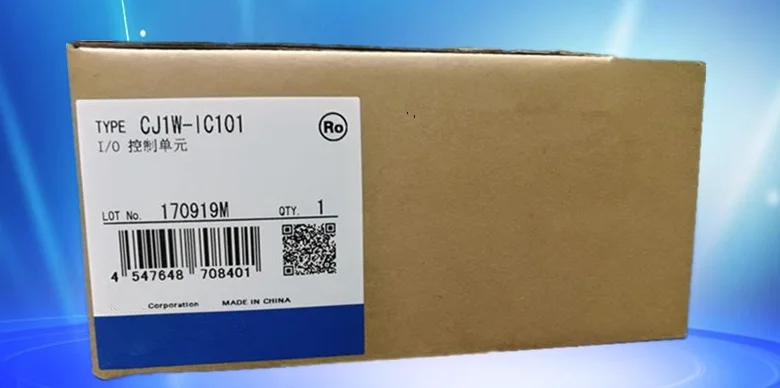 TYPE CJ1W-IC101
Ro
I/O 控制单元
LOT No. 170919M QTY. 1
4 547648 708401
Corporation MADE IN CHINA